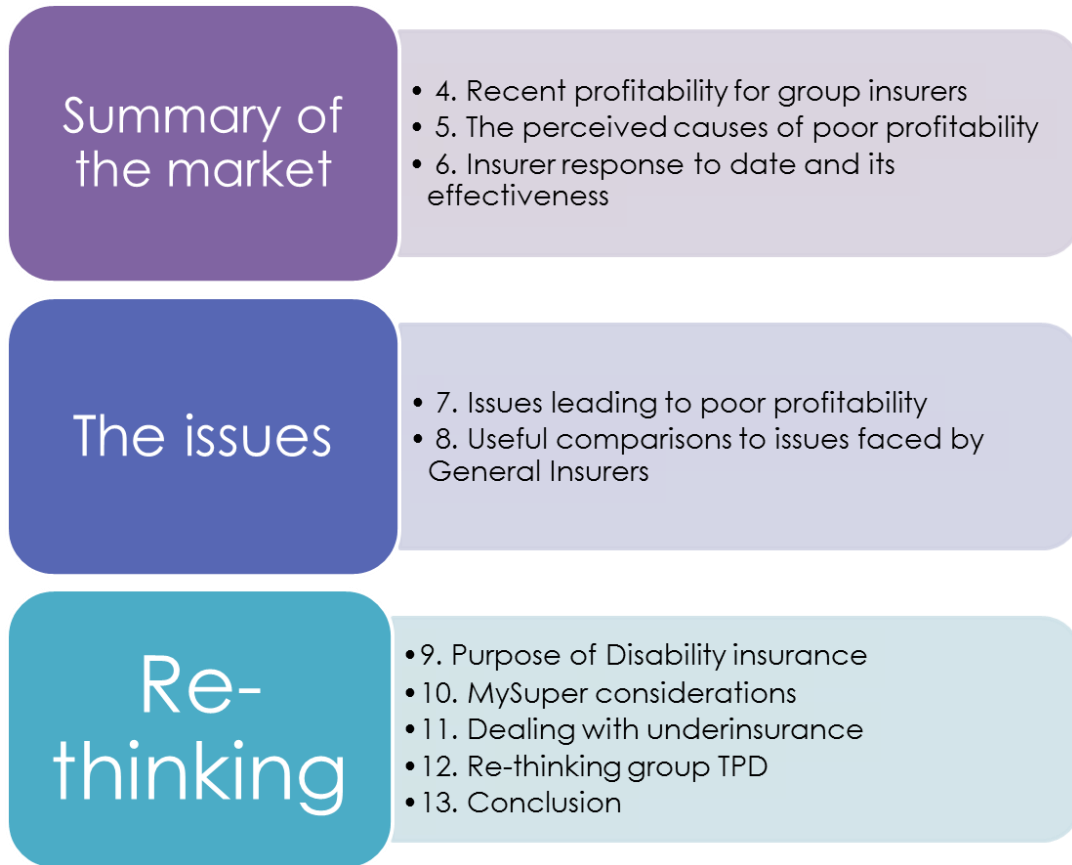 Summary of
the market
• 4. Recent profitability for group insurers
• 5. The perceived causes of poor profitability
• 6. Insurer response to date and its
effectiveness
The issues
• 7. Issues leading to poor profitability
• 8. Useful comparisons to issues faced by
General Insurers
Re-
thinking
•9. Purpose of Disability insurance
•10. MySuper considerations
•11. Dealing with underinsurance
•12. Re-thinking group TPD
•13. Conclusion